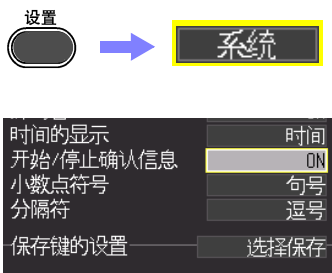 设置
系统
时间的显示 时间
开始/停止确认信息 ON
小数点符号 句号
分隔符 逗号
保存键的设置 选择保存